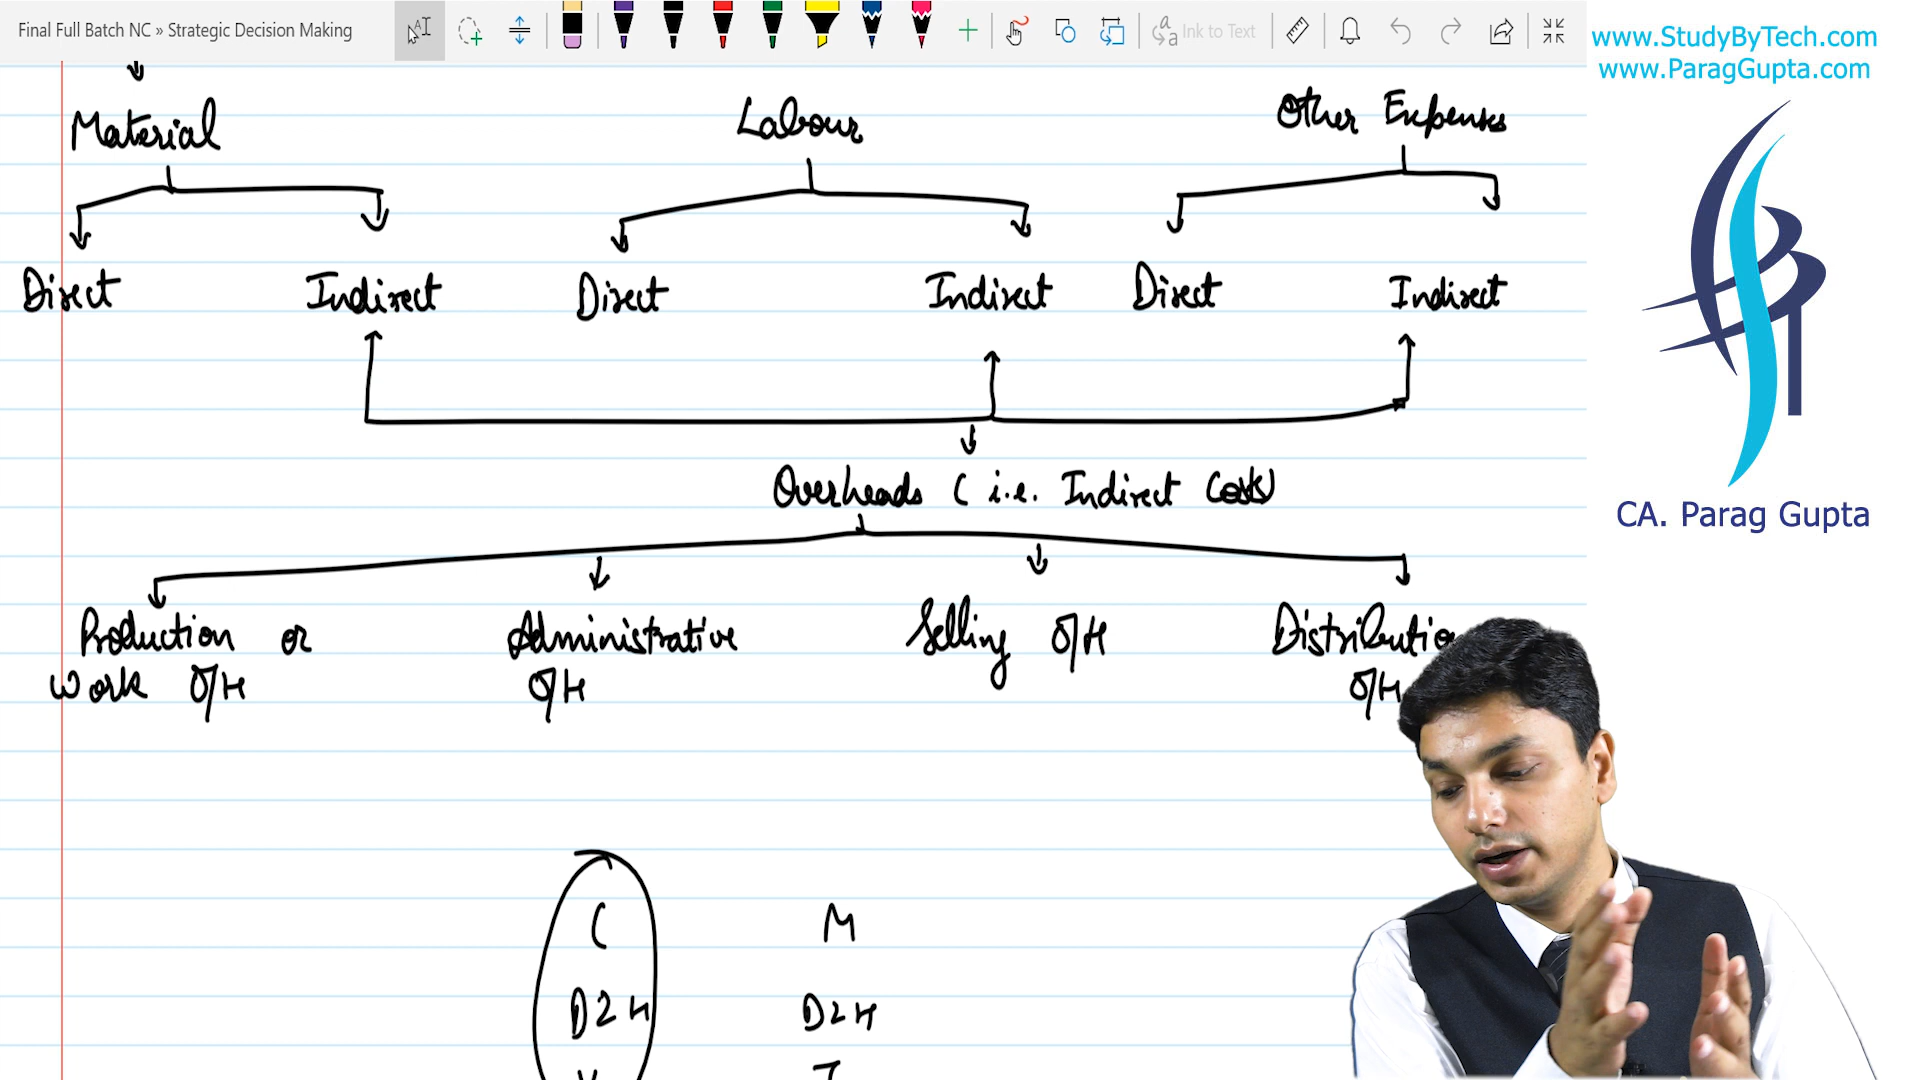 Final Full Batch NC » Strategic Decision Making
Ink to Text
www.StudyByTech.com
www.ParagGupta.com
Material
Labour
Other Expenses
Direct Indirect Direct Indirect Direct Indirect
Overheads ( i.e. Indirect Costs)
Production or Administrative Selling O/H Distribution
Work O/H O/H O/H
CA. Parag Gupta
C M
D2H D2H